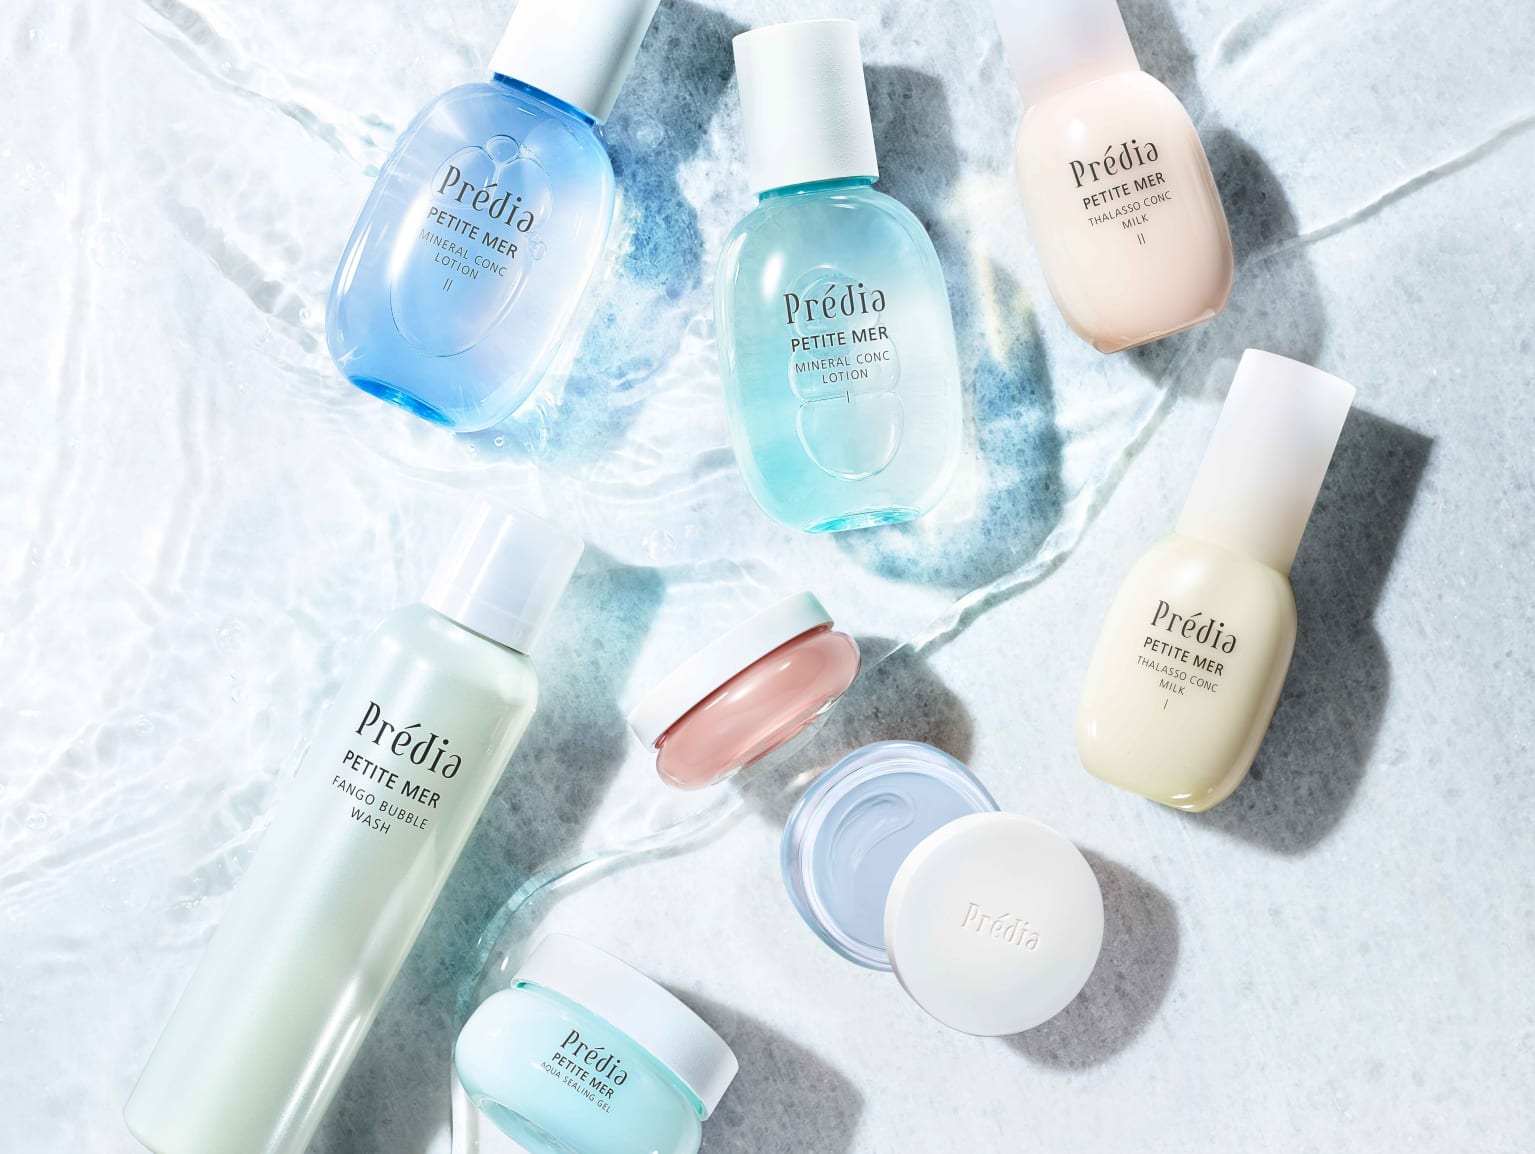 Prédia
PETITE MER
MINERAL CONC
LOTION
II
Prédia
PETITE MER
MINERAL CONC
LOTION
I
Prédia
PETITE MER
THALASSO CONC
MILK
II
Prédia
PETITE MER
THALASSO CONC
MILK
I
Prédia
PETITE MER
FANGO BUBBLE
WASH
Prédia
Prédia
PETITE MER
AQUA SEALING GEL